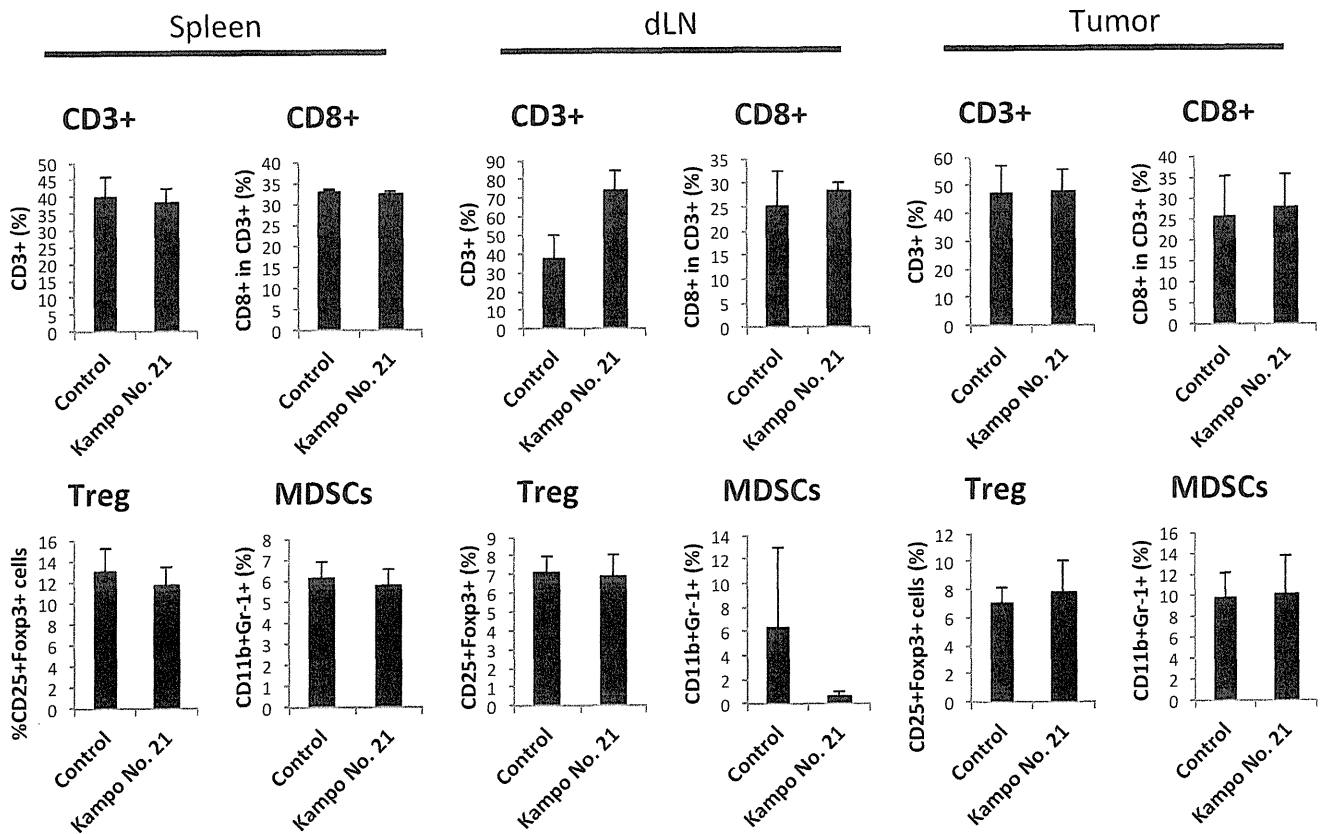 Spleen
dLN
Tumor
CD3+
CD8+
CD3+
CD8+
CD3+
CD8+
CD3+ (%)
50
45
40
35
30
25
20
15
10
5
0
Control
Kampo No. 21
CD8+ in CD3+ (%)
40
35
30
25
20
15
10
5
0
Control
Kampo No. 21
CD3+ (%)
90
80
70
60
50
40
30
20
10
0
Control
Kampo No. 21
CD8+ in CD3+ (%)
35
30
25
20
15
10
5
0
Control
Kampo No. 21
CD3+ (%)
60
50
40
30
20
10
0
Control
Kampo No. 21
CD8+ in CD3+ (%)
40
35
30
25
20
15
10
5
0
Control
Kampo No. 21
Treg
MDSCs
Treg
MDSCs
Treg
MDSCs
%CD25+Foxp3+ cells
16
14
12
10
8
6
4
2
0
Control
Kampo No. 21
CD11b+Gr-1+ (%)
8
7
6
5
4
3
2
1
0
Control
Kampo No. 21
CD25+Foxp3+ (%)
8
7
6
5
4
3
2
1
0
Control
Kampo No. 21
CD11b+Gr-1+ (%)
14
12
10
8
6
4
2
0
Control
Kampo No. 21
CD25+Foxp3+ cells (%)
12
10
8
6
4
2
0
Control
Kampo No. 21
CD11b+Gr-1+ (%)
16
14
12
10
8
6
4
2
0
Control
Kampo No. 21